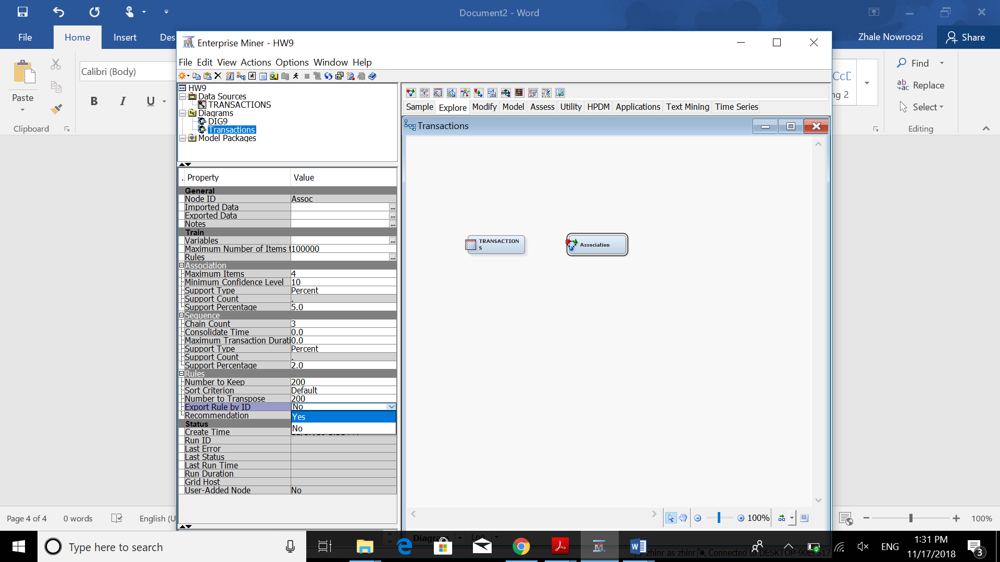 Document2 - Word
File
Home
Insert
Des
Zhale Nowroozi
Share
Paste
Clipboard
Calibri (Body)
B I U
CcD
ng 2
Find
Replace
Select
Editing
Enterprise Miner - HW9
File Edit View Actions Options Window Help
HW9
Data Sources
TRANSACTIONS
Diagrams
DIG9
Transactions
Model Packages
. Property Value
General
Node ID Assoc
Imported Data ...
Exported Data ...
Notes ...
Train
Variables ...
Maximum Number of Items t 100000
Rules ...
Association
Maximum Items 4
Minimum Confidence Level 10
Support Type Percent
Support Count .
Support Percentage 5.0
Sequence
Chain Count 3
Consolidate Time 0.0
Maximum Transaction Durati 0.0
Support Type Percent
Support Count .
Support Percentage 2.0
Rules
Number to Keep 200
Sort Criterion Default
Number to Transpose 200
Export Rule by ID No
Yes
No
Recommendation
Status
Create Time
Run ID
Last Error
Last Status
Last Run Time
Run Duration
Grid Host
User-Added Node No
Sample Explore Modify Model Assess Utility HPDM Applications Text Mining Time Series
Transactions
TRANSACTION
S
Association
100%
Diagram Log
zhlnr as zhlnr Connected to DESKTOP-90EF317
Page 4 of 4 0 words English (U
100%
Type here to search
ENG
1:31 PM
11/17/2018
3